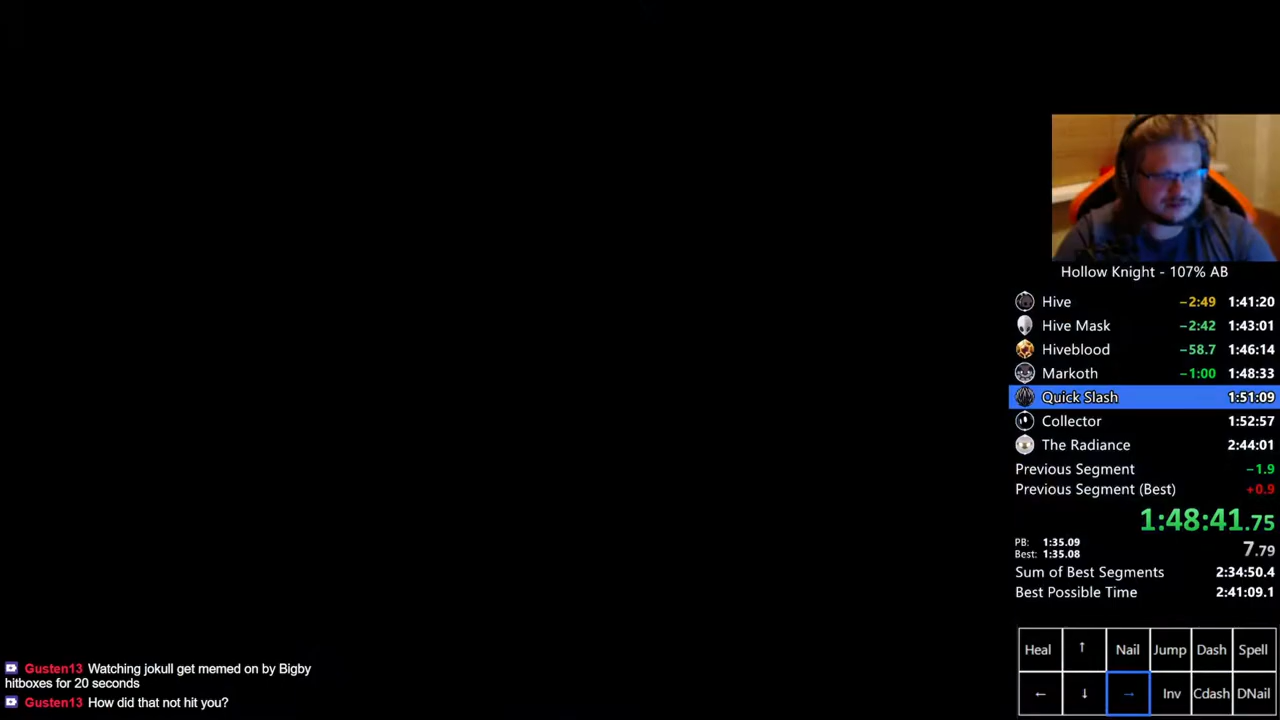 Hollow Knight - 107% AB
Hive −2:49 1:41:20
Hive Mask −2:42 1:43:01
Hiveblood −58.7 1:46:14
Markoth −1:00 1:48:33
Quick Slash 1:51:09
Collector 1:52:57
The Radiance 2:44:01
Previous Segment −1.9
Previous Segment (Best) +0.9
1:48:41.75
PB: 1:35.09 7.79
Best: 1:35.08
Sum of Best Segments 2:34:50.4
Best Possible Time 2:41:09.1
Heal ↑ Nail Jump Dash Spell
← ↓ → Inv Cdash DNail
Gusten13 Watching jokull get memed on by Bigby
hitboxes for 20 seconds
Gusten13 How did that not hit you?